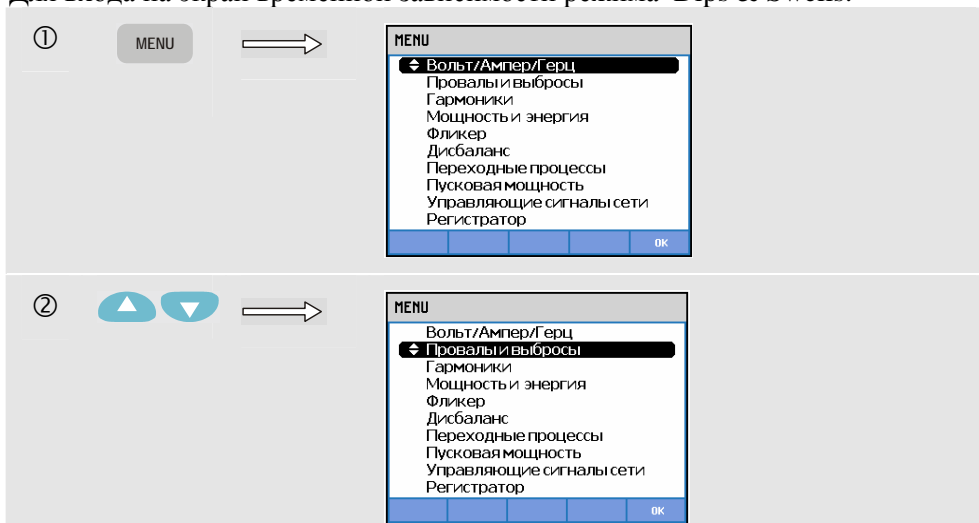 Для входа на экран временной зависимости режима Dips & Swells:
①
MENU
MENU
Вольт/Ампер/Герц
Провалы и выбросы
Гармоники
Мощность и энергия
Фликер
Дисбаланс
Переходные процессы
Пусковая мощность
Управляющие сигналы сети
Регистратор
OK
②
MENU
Вольт/Ампер/Герц
Провалы и выбросы
Гармоники
Мощность и энергия
Фликер
Дисбаланс
Переходные процессы
Пусковая мощность
Управляющие сигналы сети
Регистратор
OK